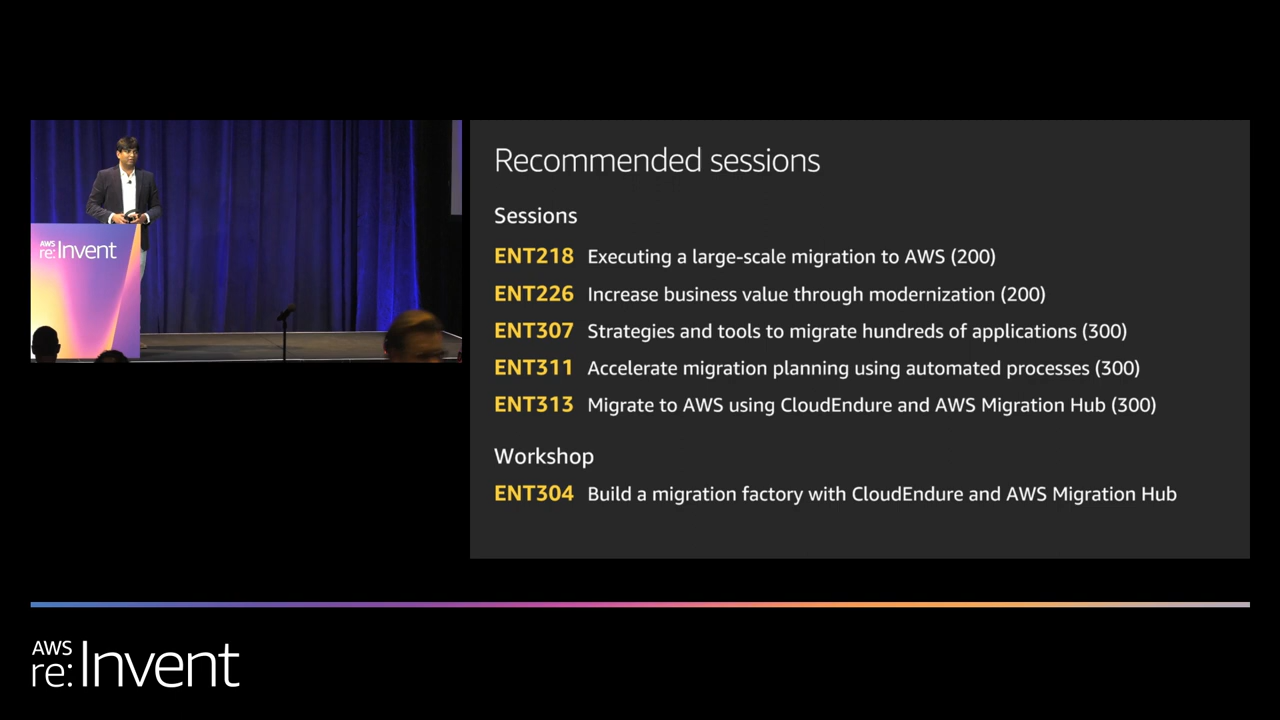 AWS
re:Invent
Recommended sessions
Sessions
ENT218 Executing a large-scale migration to AWS (200)
ENT226 Increase business value through modernization (200)
ENT307 Strategies and tools to migrate hundreds of applications (300)
ENT311 Accelerate migration planning using automated processes (300)
ENT313 Migrate to AWS using CloudEndure and AWS Migration Hub (300)
Workshop
ENT304 Build a migration factory with CloudEndure and AWS Migration Hub
AWS
re:Invent